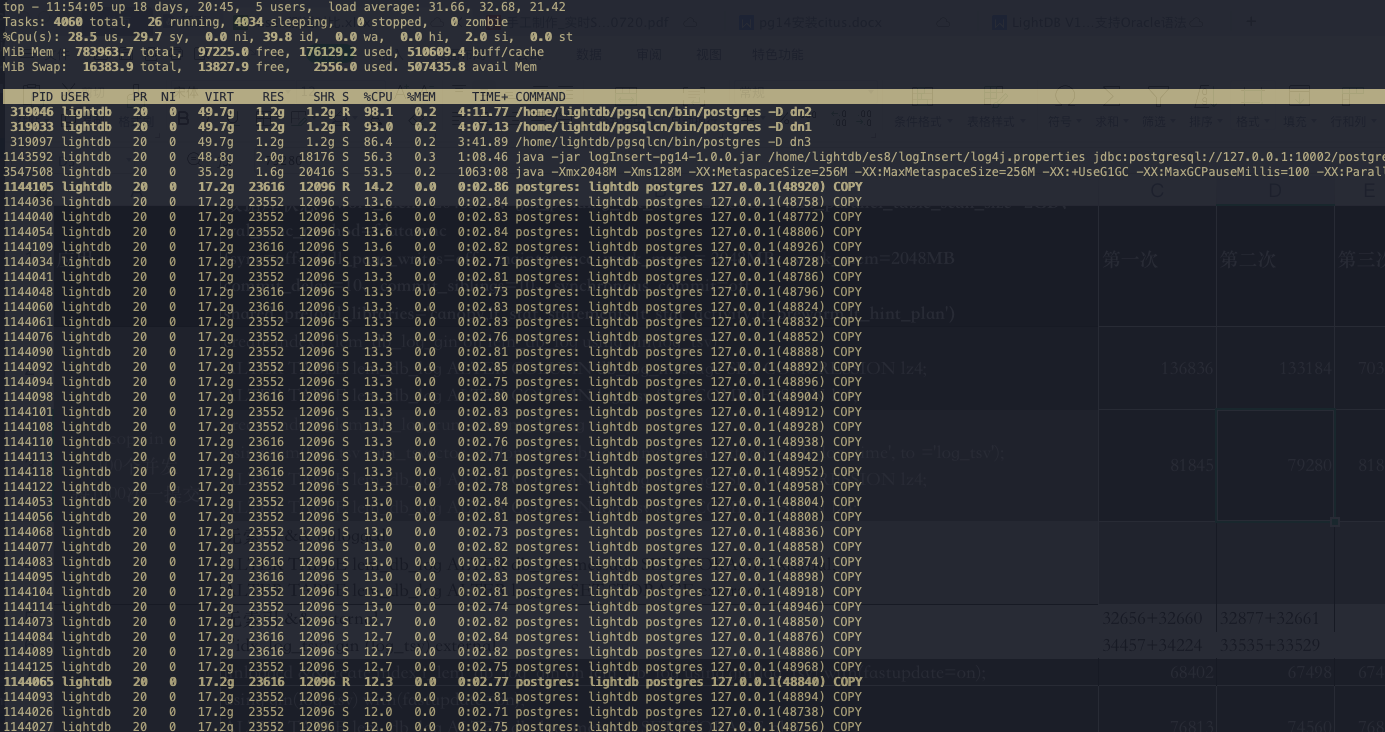 top - 11:54:05 up 18 days, 20:45,  5 users,  load average: 31.66, 32.68, 21.42
Tasks: 4060 total,  26 running, 4034 sleeping,   0 stopped,   0 zombie
%Cpu(s): 28.5 us, 29.7 sy,  0.0 ni, 39.8 id,  0.0 wa,  0.0 hi,  2.0 si,  0.0 st
MiB Mem : 783963.7 total,  97225.0 free, 176129.2 used, 510609.4 buff/cache
MiB Swap:  16383.9 total,  13827.9 free,   2556.0 used. 507435.8 avail Mem
PID USER PR NI VIRT RES SHR S %CPU %MEM TIME+ COMMAND
319046 lightdb 20 0 49.7g 1.2g 1.2g R 98.1 0.2 4:11.77 /home/lightdb/pgsqlcn/bin/postgres -D dn2
319033 lightdb 20 0 49.7g 1.2g 1.2g R 93.0 0.2 4:07.13 /home/lightdb/pgsqlcn/bin/postgres -D dn1
319097 lightdb 20 0 49.7g 1.2g 1.2g S 86.4 0.2 3:41.89 /home/lightdb/pgsqlcn/bin/postgres -D dn3
1143592 lightdb 20 0 48.8g 2.0g 18176 S 56.3 0.3 1:08.46 java -jar logInsert-pg14-1.0.0.jar /home/lightdb/es8/logInsert/log4j.properties jdbc:postgresql://127.0.0.1:10002/postgre
3547508 lightdb 20 0 35.2g 1.6g 20416 S 53.5 0.2 1063:08 java -Xmx2048M -Xms128M -XX:MetaspaceSize=256M -XX:MaxMetaspaceSize=256M -XX:+UseG1GC -XX:MaxGCPauseMillis=100 -XX:Paral
1144105 lightdb 20 0 17.2g 23616 12096 R 14.2 0.0 0:02.86 postgres: lightdb postgres 127.0.0.1(48920) COPY
1144036 lightdb 20 0 17.2g 23552 12096 S 13.6 0.0 0:02.84 postgres: lightdb postgres 127.0.0.1(48758) COPY
1144040 lightdb 20 0 17.2g 23552 12096 S 13.6 0.0 0:02.83 postgres: lightdb postgres 127.0.0.1(48772) COPY
1144054 lightdb 20 0 17.2g 23552 12096 S 13.6 0.0 0:02.84 postgres: lightdb postgres 127.0.0.1(48806) COPY
1144109 lightdb 20 0 17.2g 23616 12096 S 13.6 0.0 0:02.82 postgres: lightdb postgres 127.0.0.1(48926) COPY
1144034 lightdb 20 0 17.2g 23552 12096 S 13.3 0.0 0:02.71 postgres: lightdb postgres 127.0.0.1(48728) COPY
1144041 lightdb 20 0 17.2g 23552 12096 S 13.3 0.0 0:02.81 postgres: lightdb postgres 127.0.0.1(48786) COPY
1144048 lightdb 20 0 17.2g 23616 12096 S 13.3 0.0 0:02.73 postgres: lightdb postgres 127.0.0.1(48796) COPY
1144060 lightdb 20 0 17.2g 23616 12096 S 13.3 0.0 0:02.83 postgres: lightdb postgres 127.0.0.1(48824) COPY
1144061 lightdb 20 0 17.2g 23552 12096 S 13.3 0.0 0:02.83 postgres: lightdb postgres 127.0.0.1(48832) COPY
1144076 lightdb 20 0 17.2g 23552 12096 S 13.3 0.0 0:02.76 postgres: lightdb postgres 127.0.0.1(48852) COPY
1144090 lightdb 20 0 17.2g 23552 12096 S 13.3 0.0 0:02.81 postgres: lightdb postgres 127.0.0.1(48888) COPY
1144092 lightdb 20 0 17.2g 23552 12096 S 13.3 0.0 0:02.85 postgres: lightdb postgres 127.0.0.1(48892) COPY
1144094 lightdb 20 0 17.2g 23552 12096 S 13.3 0.0 0:02.75 postgres: lightdb postgres 127.0.0.1(48896) COPY
1144098 lightdb 20 0 17.2g 23616 12096 S 13.3 0.0 0:02.80 postgres: lightdb postgres 127.0.0.1(48904) COPY
1144101 lightdb 20 0 17.2g 23552 12096 S 13.3 0.0 0:02.83 postgres: lightdb postgres 127.0.0.1(48912) COPY
1144108 lightdb 20 0 17.2g 23552 12096 S 13.3 0.0 0:02.89 postgres: lightdb postgres 127.0.0.1(48928) COPY
1144110 lightdb 20 0 17.2g 23616 12096 S 13.3 0.0 0:02.76 postgres: lightdb postgres 127.0.0.1(48938) COPY
1144113 lightdb 20 0 17.2g 23552 12096 S 13.3 0.0 0:02.71 postgres: lightdb postgres 127.0.0.1(48942) COPY
1144118 lightdb 20 0 17.2g 23616 12096 S 13.3 0.0 0:02.81 postgres: lightdb postgres 127.0.0.1(48952) COPY
1144122 lightdb 20 0 17.2g 23552 12096 S 13.3 0.0 0:02.78 postgres: lightdb postgres 127.0.0.1(48958) COPY
1144053 lightdb 20 0 17.2g 23552 12096 S 13.0 0.0 0:02.84 postgres: lightdb postgres 127.0.0.1(48804) COPY
1144056 lightdb 20 0 17.2g 23552 12096 S 13.0 0.0 0:02.81 postgres: lightdb postgres 127.0.0.1(48808) COPY
1144068 lightdb 20 0 17.2g 23552 12096 S 13.0 0.0 0:02.73 postgres: lightdb postgres 127.0.0.1(48836) COPY
1144077 lightdb 20 0 17.2g 23552 12096 S 13.0 0.0 0:02.82 postgres: lightdb postgres 127.0.0.1(48858) COPY
1144083 lightdb 20 0 17.2g 23616 12096 S 13.0 0.0 0:02.82 postgres: lightdb postgres 127.0.0.1(48874) COPY
1144095 lightdb 20 0 17.2g 23616 12096 S 13.0 0.0 0:02.83 postgres: lightdb postgres 127.0.0.1(48898) COPY
1144104 lightdb 20 0 17.2g 23552 12096 S 13.0 0.0 0:02.81 postgres: lightdb postgres 127.0.0.1(48918) COPY
1144114 lightdb 20 0 17.2g 23552 12096 S 13.0 0.0 0:02.74 postgres: lightdb postgres 127.0.0.1(48946) COPY
1144073 lightdb 20 0 17.2g 23552 12096 S 12.7 0.0 0:02.82 postgres: lightdb postgres 127.0.0.1(48850) COPY
1144084 lightdb 20 0 17.2g 23616 12096 S 12.7 0.0 0:02.84 postgres: lightdb postgres 127.0.0.1(48876) COPY
1144089 lightdb 20 0 17.2g 23616 12096 S 12.7 0.0 0:02.82 postgres: lightdb postgres 127.0.0.1(48886) COPY
1144125 lightdb 20 0 17.2g 23552 12096 S 12.7 0.0 0:02.75 postgres: lightdb postgres 127.0.0.1(48968) COPY
1144065 lightdb 20 0 17.2g 23616 12096 R 12.3 0.0 0:02.77 postgres: lightdb postgres 127.0.0.1(48840) COPY
1144093 lightdb 20 0 17.2g 23552 12096 S 12.3 0.0 0:02.81 postgres: lightdb postgres 127.0.0.1(48894) COPY
1144026 lightdb 20 0 17.2g 23552 12096 S 12.0 0.0 0:02.71 postgres: lightdb postgres 127.0.0.1(48738) COPY
1144027 lightdb 20 0 17.2g 23552 12096 S 12.0 0.0 0:02.75 postgres: lightdb postgres 127.0.0.1(48756) COPY
pg14安装citus.docx
C D E
第一次 第二次 第三次
136836 133184 703
81845 79280 818
32656+32660 32877+32661
34457+34224 33535+33529
68402 67498 674
76813 74560 768